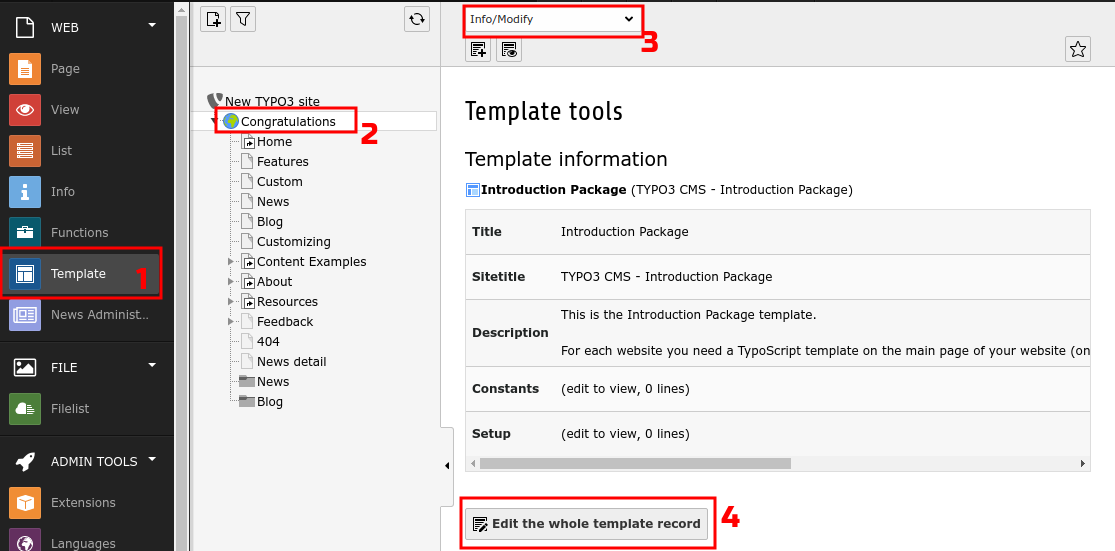 WEB
Page
View
List
Info
Functions
Template 1
News Administ...
FILE
Filelist
ADMIN TOOLS
Extensions
Languages
New TYPO3 site
Congratulations 2
Home
Features
Custom
News
Blog
Customizing
Content Examples
About
Resources
Feedback
404
News detail
News
Blog
Info/Modify 3
Template tools
Template information
Introduction Package (TYPO3 CMS - Introduction Package)
Title Introduction Package
Sitetitle TYPO3 CMS - Introduction Package
Description This is the Introduction Package template.
For each website you need a TypoScript template on the main page of your website (on
Constants (edit to view, 0 lines)
Setup (edit to view, 0 lines)
Edit the whole template record 4